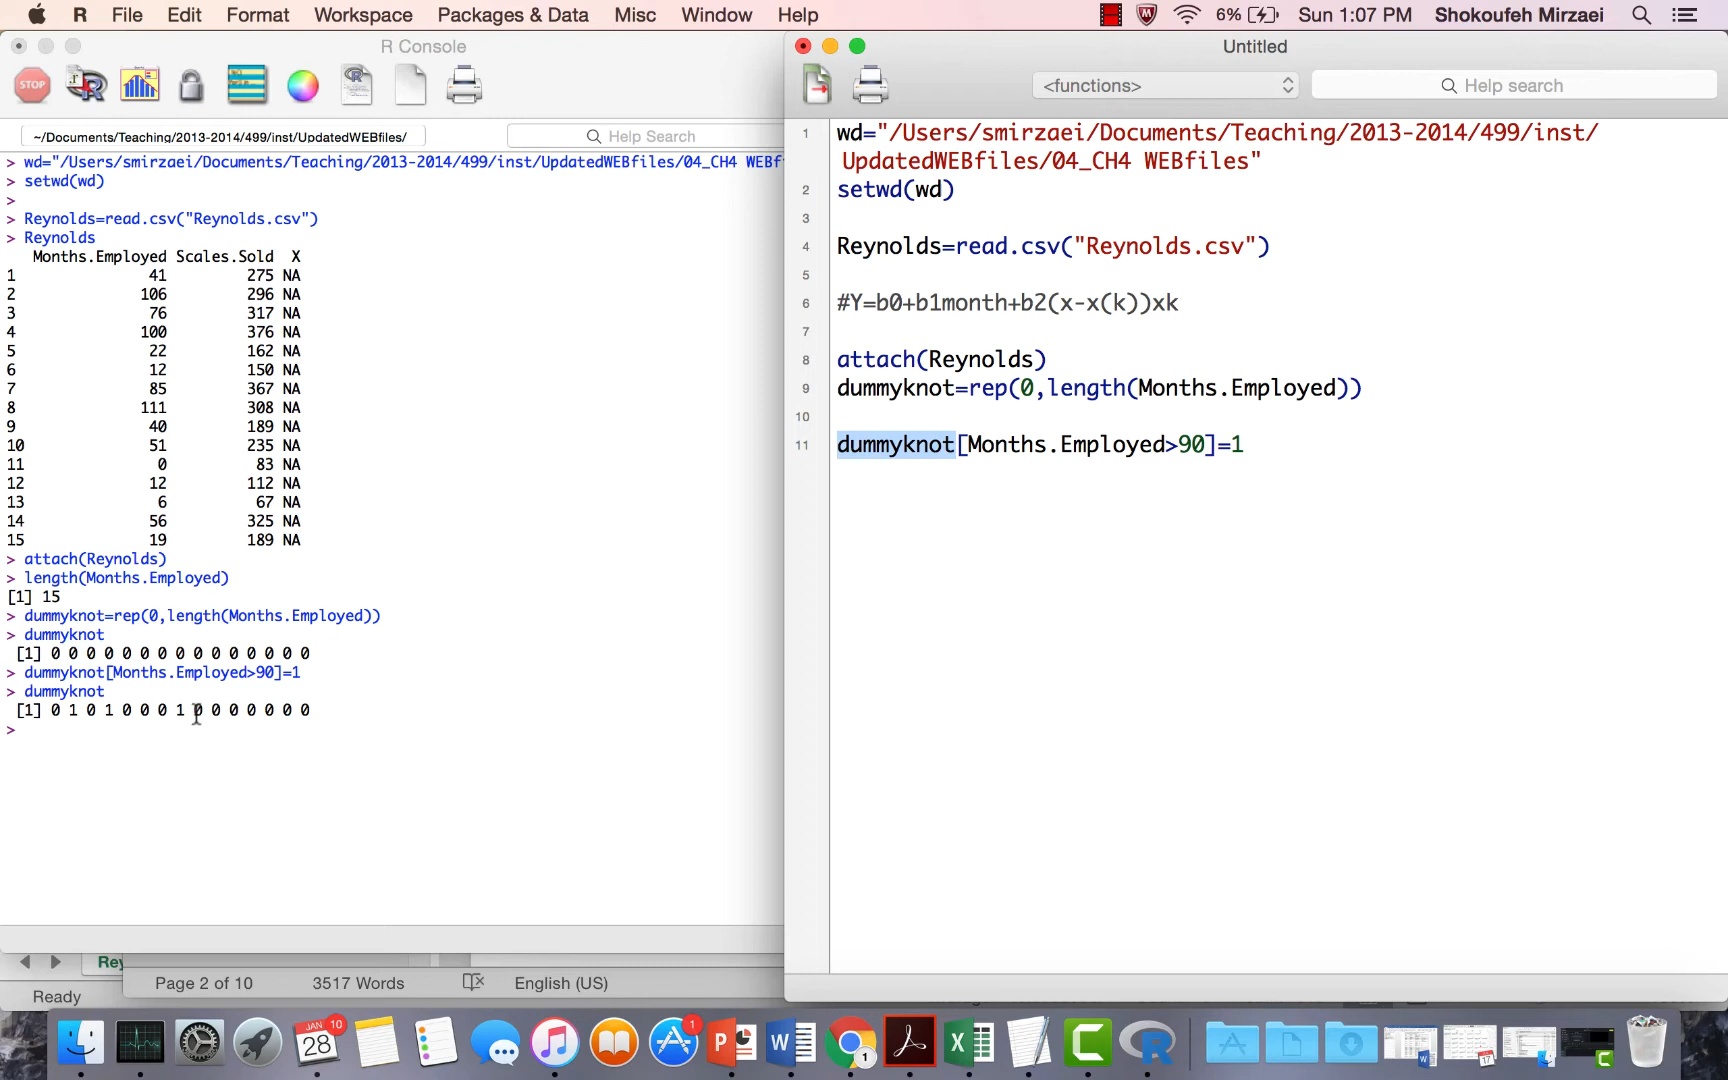 R File Edit Format Workspace Packages & Data Misc Window Help 6% Sun 1:07 PM Shokoufeh Mirzaei
R Console
STOP
~/Documents/Teaching/2013-2014/499/inst/UpdatedWEBfiles/ Help Search
> wd="/Users/smirzaei/Documents/Teaching/2013-2014/499/inst/UpdatedWEBfiles/04_CH4 WEBf
> setwd(wd)
>
> Reynolds=read.csv("Reynolds.csv")
> Reynolds
Months.Employed Scales.Sold X
1 41 275 NA
2 106 296 NA
3 76 317 NA
4 100 376 NA
5 22 162 NA
6 12 150 NA
7 85 367 NA
8 111 308 NA
9 40 189 NA
10 51 235 NA
11 0 83 NA
12 12 112 NA
13 6 67 NA
14 56 325 NA
15 19 189 NA
> attach(Reynolds)
> length(Months.Employed)
[1] 15
> dummyknot=rep(0,length(Months.Employed))
> dummyknot
[1] 0 0 0 0 0 0 0 0 0 0 0 0 0 0 0
> dummyknot[Months.Employed>90]=1
> dummyknot
[1] 0 1 0 1 0 0 0 1 0 0 0 0 0 0 0
>
Untitled
<functions> Help search
1 wd="/Users/smirzaei/Documents/Teaching/2013-2014/499/inst/
UpdatedWEBfiles/04_CH4 WEBfiles"
2 setwd(wd)
3
4 Reynolds=read.csv("Reynolds.csv")
5
6 #Y=b0+b1month+b2(x-x(k))xk
7
8 attach(Reynolds)
9 dummyknot=rep(0,length(Months.Employed))
10
11 dummyknot[Months.Employed>90]=1
Rey
Ready
Page 2 of 10 3517 Words English (US)
JAN 10
28
1
P
W
1
X
C
R
17